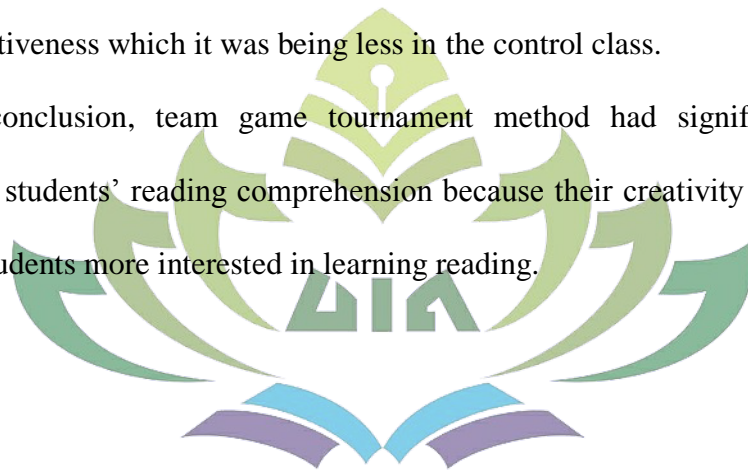 tiveness which it was being less in the control class.
conclusion, team game tournament method had signif
students’ reading comprehension because their creativity
udents more interested in learning reading.
UIN